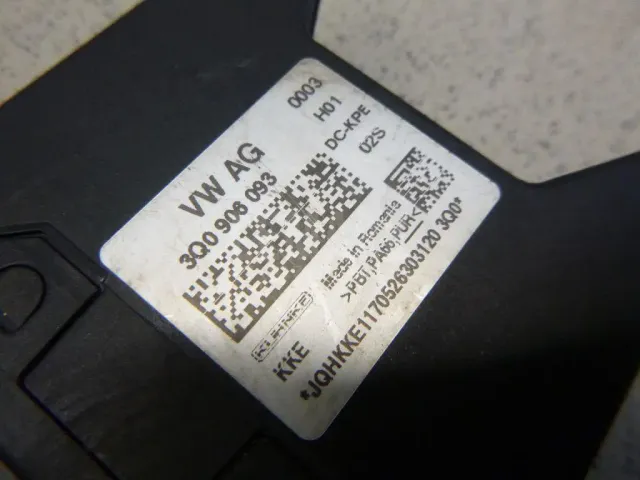 VW AG 0003
3Q0 906 093 H01
DC-KPE
02S
KUHNKE Made in Romania
KKE >PBT,PA66,PUR<
*JQHKKE1170526303120 3Q0*